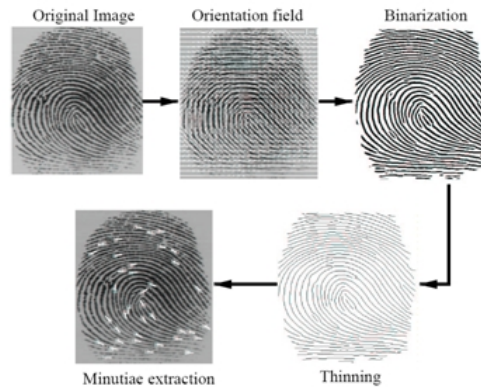 Original Image
Orientation field
Binarization
Minutiae extraction
Thinning